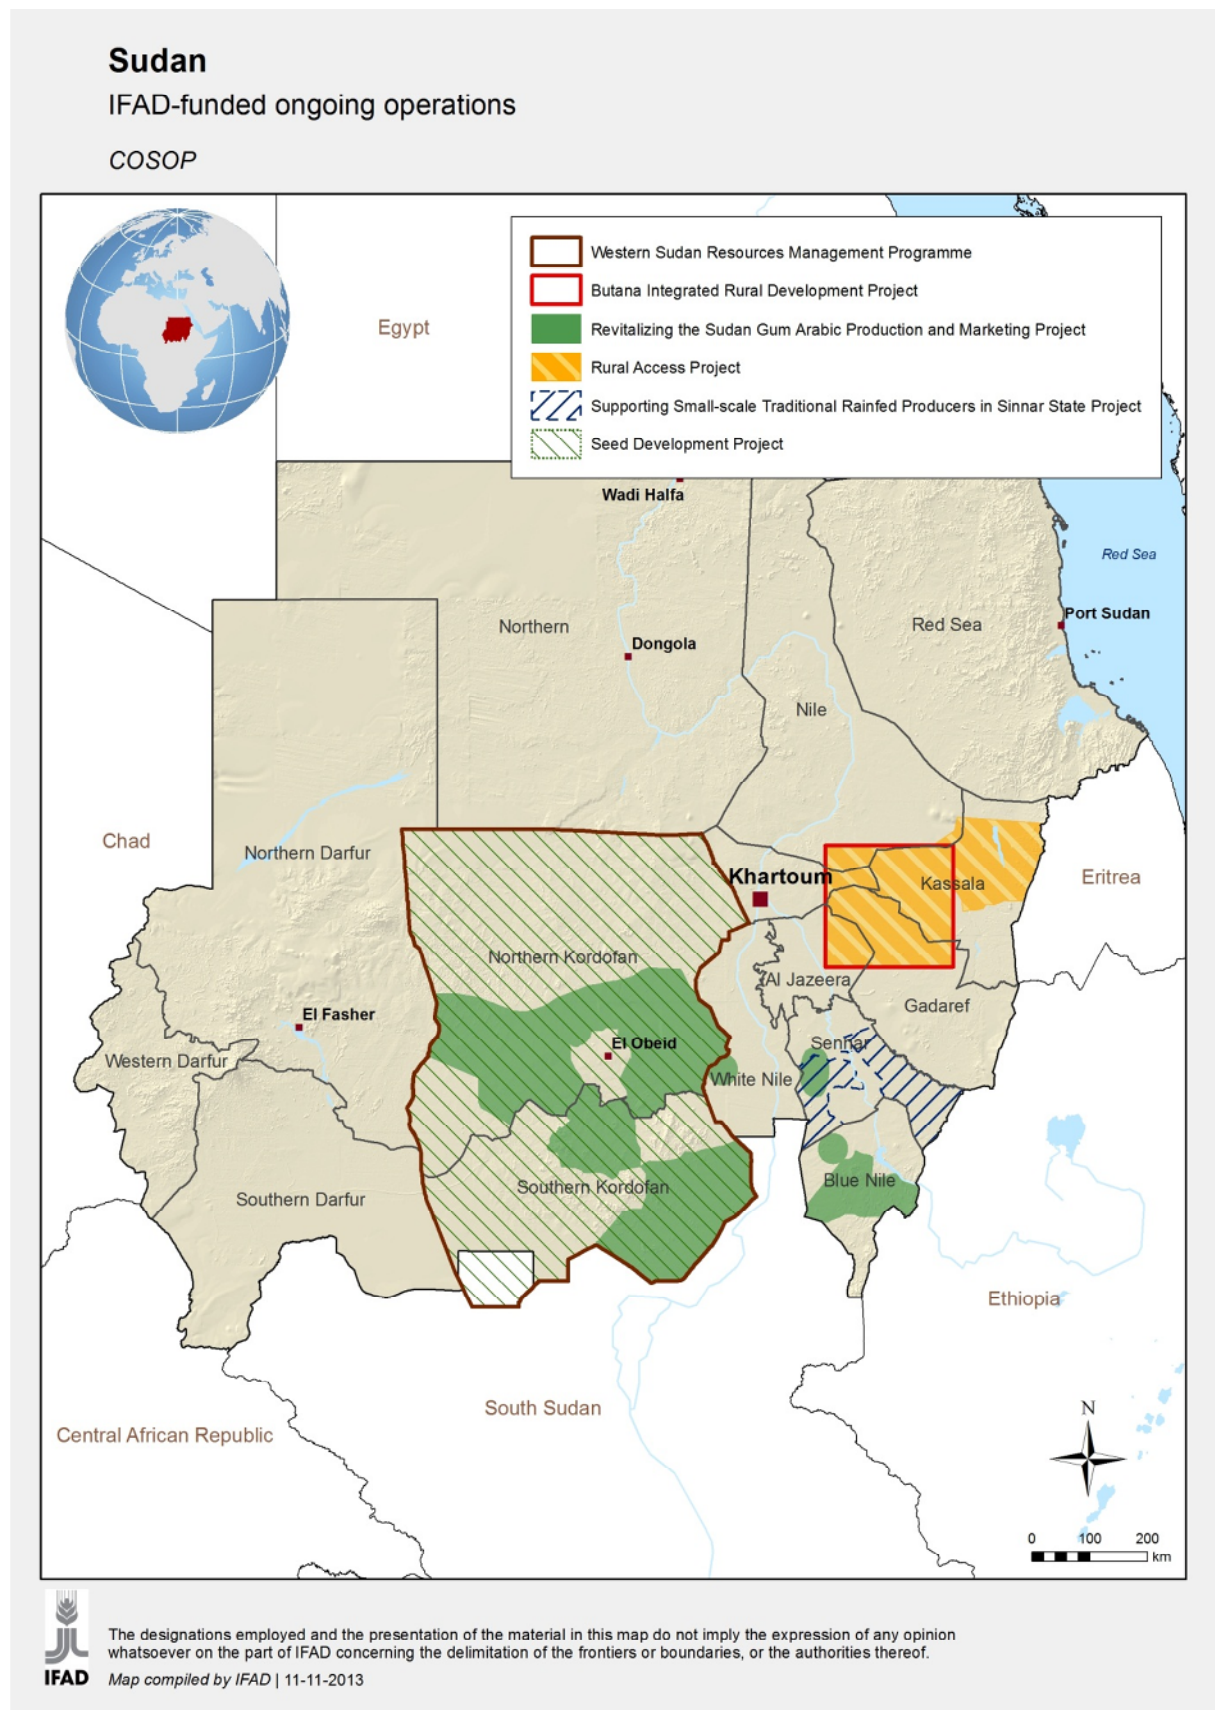 Sudan
IFAD-funded ongoing operations
COSOP
Western Sudan Resources Management Programme
Butana Integrated Rural Development Project
Revitalizing the Sudan Gum Arabic Production and Marketing Project
Rural Access Project
Supporting Small-scale Traditional Rainfed Producers in Sinnar State Project
Seed Development Project
Egypt
Wadi Halfa
Red Sea
Port Sudan
Northern
Red Sea
Dongola
Nile
Chad
Northern Darfur
Khartoum
Kassala
Eritrea
Northern Kordofan
Al Jazeera
Gadaref
El Fasher
El Obeid
Sennar
Western Darfur
White Nile
Southern Darfur
Southern Kordofan
Blue Nile
Ethiopia
South Sudan
Central African Republic
N
0 100 200
km
IFAD
The designations employed and the presentation of the material in this map do not imply the expression of any opinion
whatsoever on the part of IFAD concerning the delimitation of the frontiers or boundaries, or the authorities thereof.
Map compiled by IFAD | 11-11-2013